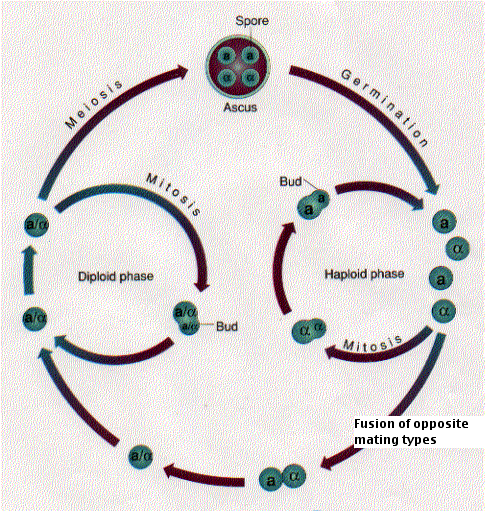 Spore
a a
α α
Ascus
Meiosis
Germination
Mitosis
Bud
a
a
a/α
a
α
Diploid phase
Haploid phase
a
a/α
a/α
a/α
Bud
α α
α
Mitosis
Fusion of opposite
mating types
a/α
a α